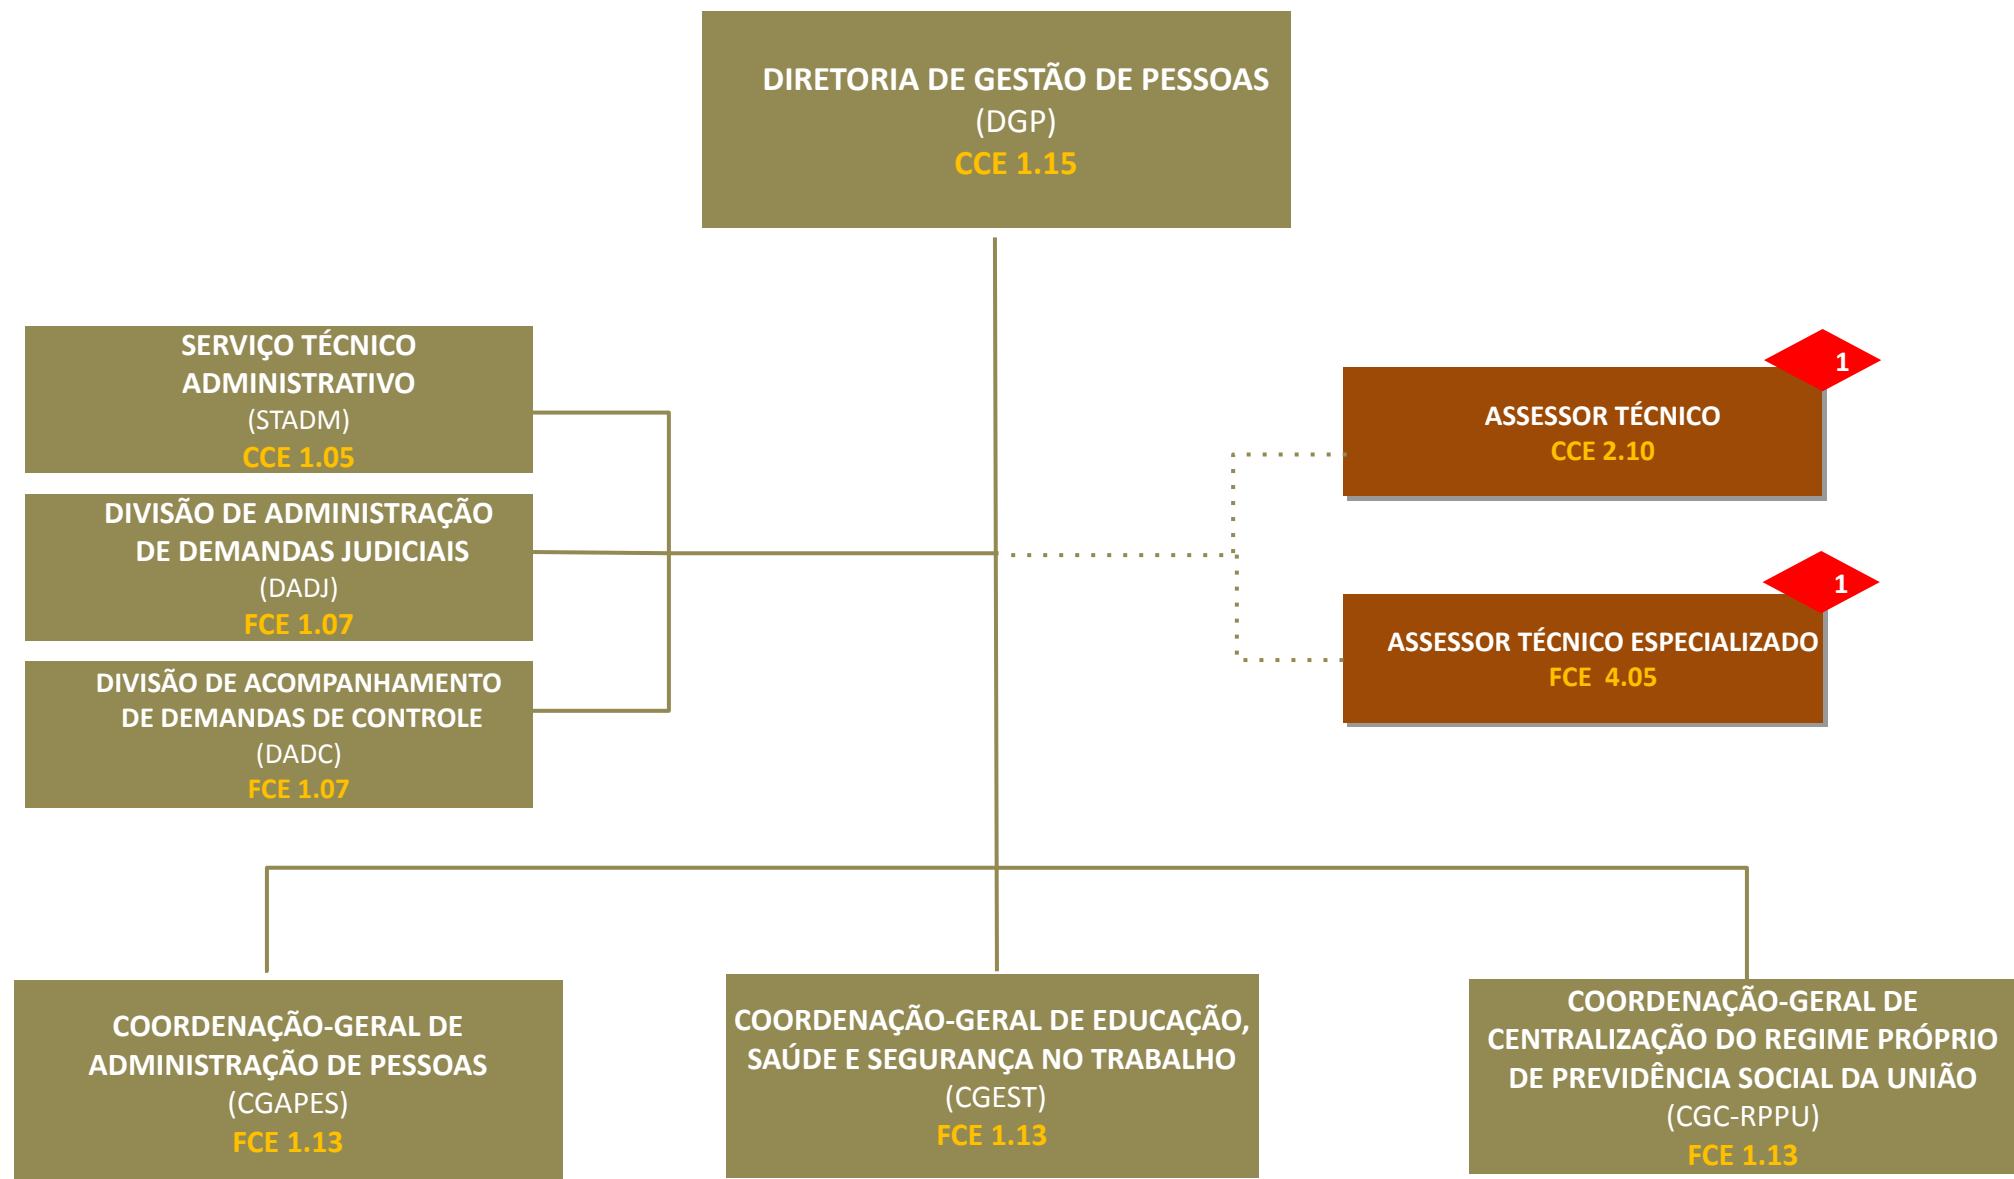 DIRETORIA DE GESTÃO DE PESSOAS
(DGP)
CCE 1.15
SERVIÇO TÉCNICO
ADMINISTRATIVO
(STADM)
CCE 1.05
DIVISÃO DE ADMINISTRAÇÃO
DE DEMANDAS JUDICIAIS
(DADJ)
FCE 1.07
DIVISÃO DE ACOMPANHAMENTO
DE DEMANDAS DE CONTROLE
(DADC)
FCE 1.07
1
ASSESSOR TÉCNICO
CCE 2.10
1
ASSESSOR TÉCNICO ESPECIALIZADO
FCE  4.05
COORDENAÇÃO-GERAL DE
ADMINISTRAÇÃO DE PESSOAS
(CGAPES)
FCE 1.13
COORDENAÇÃO-GERAL DE EDUCAÇÃO,
SAÚDE E SEGURANÇA NO TRABALHO
(CGEST)
FCE 1.13
COORDENAÇÃO-GERAL DE
CENTRALIZAÇÃO DO REGIME PRÓPRIO
DE PREVIDÊNCIA SOCIAL DA UNIÃO
(CGC-RPPU)
FCE 1.13